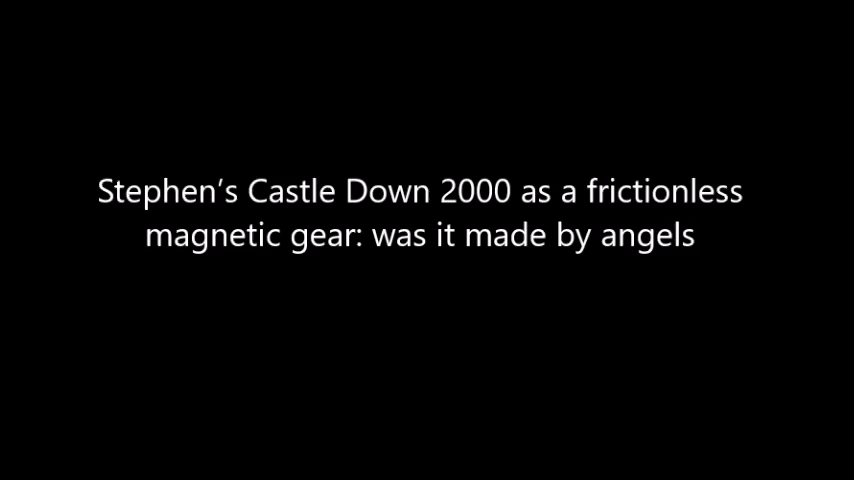 Stephen’s Castle Down 2000 as a frictionless
magnetic gear: was it made by angels